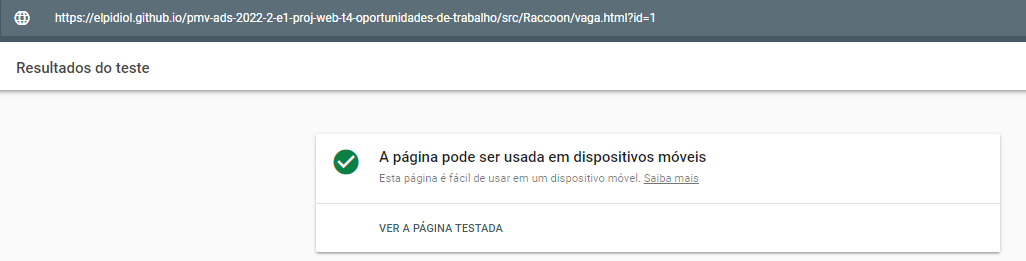 https://elpidiol.github.io/pmv-ads-2022-2-e1-proj-web-t4-oportunidades-de-trabalho/src/Raccoon/vaga.html?id=1
Resultados do teste
A página pode ser usada em dispositivos móveis
Esta página é fácil de usar em um dispositivo móvel. Saiba mais
VER A PÁGINA TESTADA